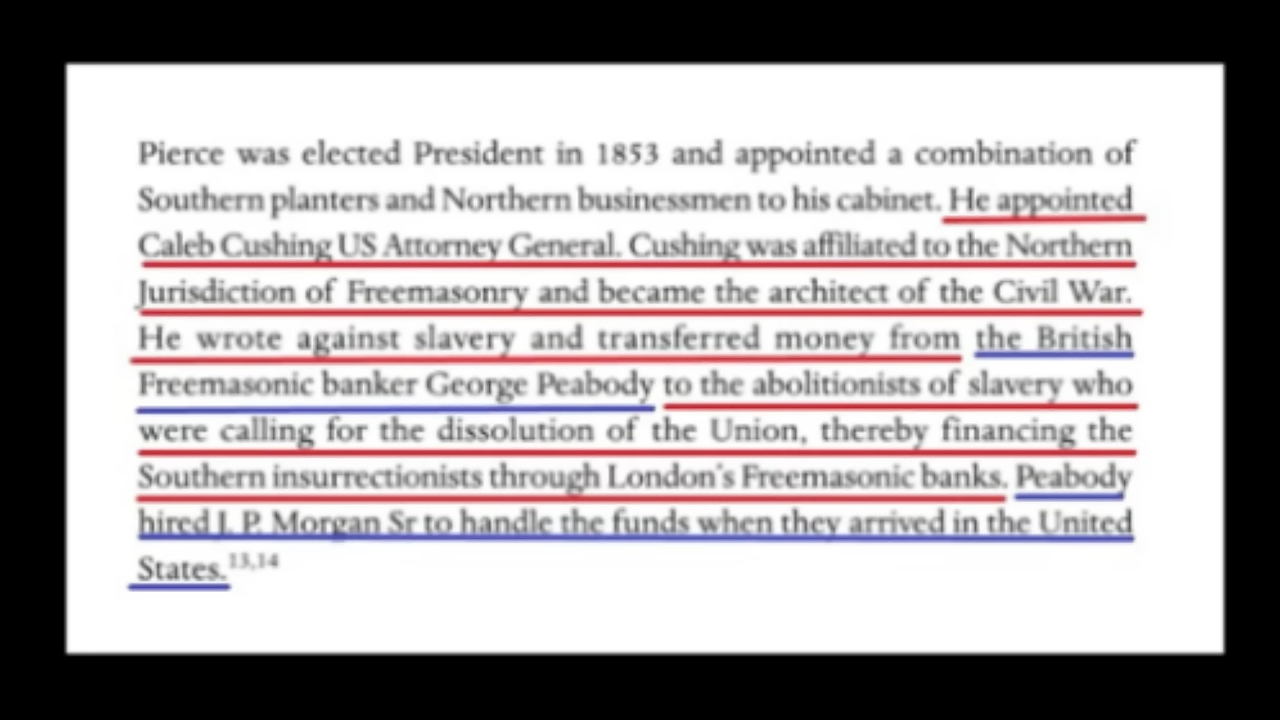 Pierce was elected President in 1853 and appointed a combination of
Southern planters and Northern businessmen to his cabinet. He appointed
Caleb Cushing US Attorney General. Cushing was affiliated to the Northern
Jurisdiction of Freemasonry and became the architect of the Civil War.
He wrote against slavery and transferred money from the British
Freemasonic banker George Peabody to the abolitionists of slavery who
were calling for the dissolution of the Union, thereby financing the
Southern insurrectionists through London's Freemasonic banks. Peabody
hired J. P. Morgan Sr to handle the funds when they arrived in the United
States.13,14